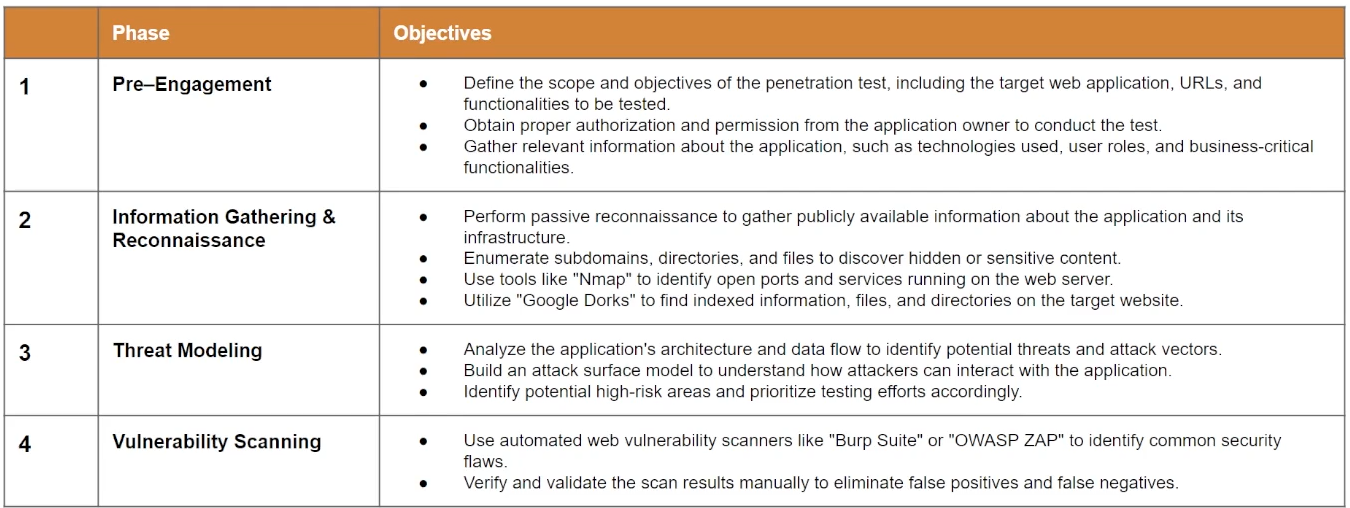 Phase Objectives
1 Pre–Engagement
● Define the scope and objectives of the penetration test, including the target web application, URLs, and
functionalities to be tested.
● Obtain proper authorization and permission from the application owner to conduct the test.
● Gather relevant information about the application, such as technologies used, user roles, and business-critical
functionalities.
2 Information Gathering &
Reconnaissance
● Perform passive reconnaissance to gather publicly available information about the application and its
infrastructure.
● Enumerate subdomains, directories, and files to discover hidden or sensitive content.
● Use tools like "Nmap" to identify open ports and services running on the web server.
● Utilize "Google Dorks" to find indexed information, files, and directories on the target website.
3 Threat Modeling
● Analyze the application's architecture and data flow to identify potential threats and attack vectors.
● Build an attack surface model to understand how attackers can interact with the application.
● Identify potential high-risk areas and prioritize testing efforts accordingly.
4 Vulnerability Scanning
● Use automated web vulnerability scanners like "Burp Suite" or "OWASP ZAP" to identify common security
flaws.
● Verify and validate the scan results manually to eliminate false positives and false negatives.